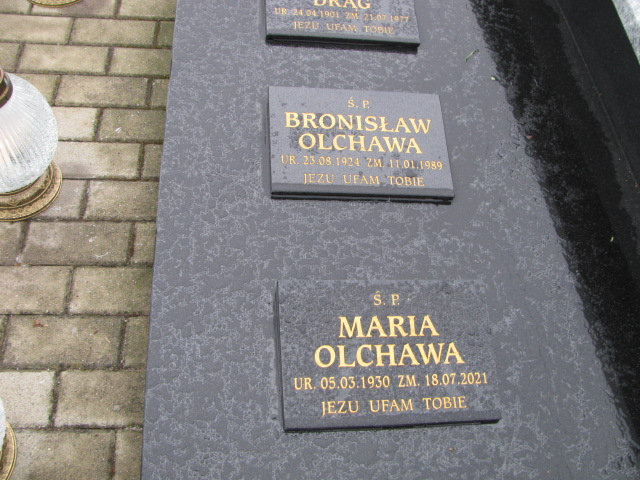 DRĄG
UR. 24.04.1901 ZM. 21.07.1977
JEZU UFAM TOBIE
Ś. P.
BRONISŁAW
OLCHAWA
UR. 23.08.1924 ZM. 11.01.1989
JEZU UFAM TOBIE
Ś. P.
MARIA
OLCHAWA
UR. 05.03.1930 ZM. 18.07.2021
JEZU UFAM TOBIE